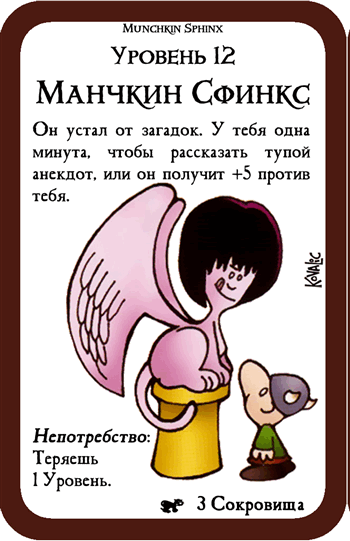 Munchkin Sphinx
Уровень 12
Манчкин Сфинкс
Он устал от загадок. У тебя одна
минута, чтобы рассказать тупой
анекдот, или он получит +5 против
тебя.
Kovalic
Непотребство:
Теряешь
1 Уровень.
3 Сокровища